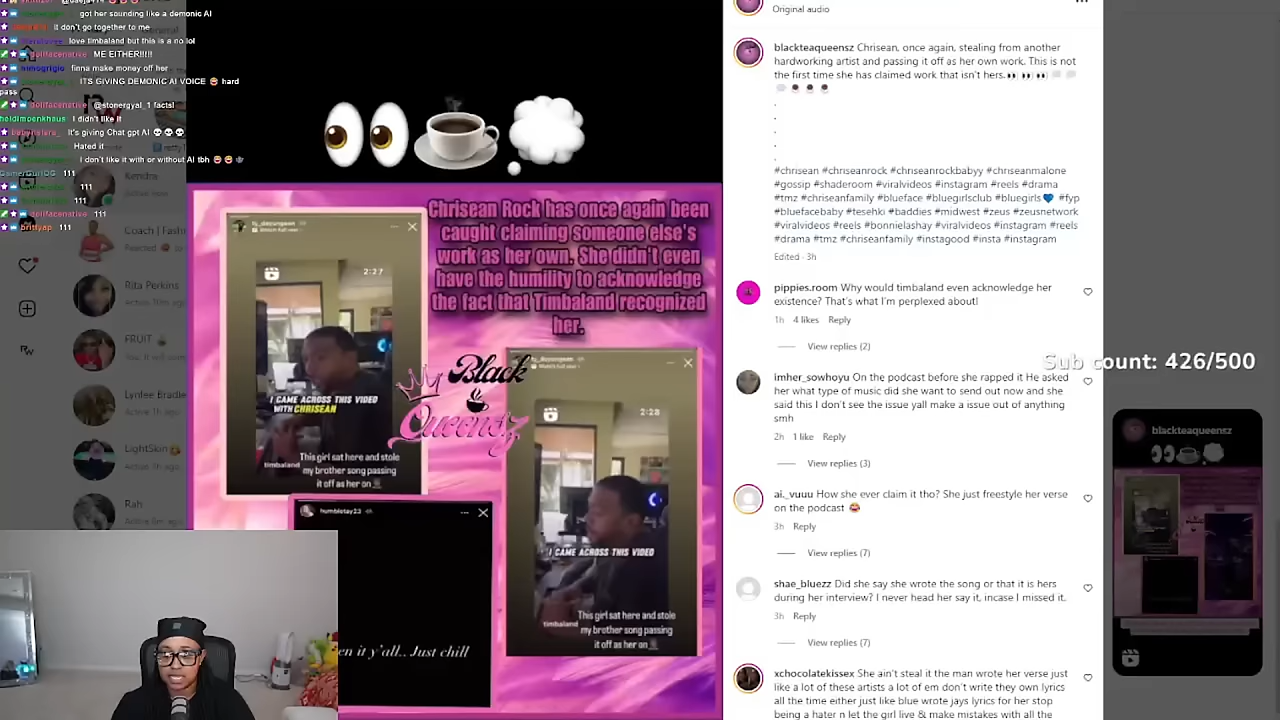 got her sounding like a demonic AI
it don't go together to me
love timbaland but this is a no lol
ME EITHER!!!!
finna make money off her
ITS GIVING DEMONiC AI VOICE 😍 hard
pass
dollfacenstive
@stonergyal_1 facts!
I didn't like it
It's giving Chat gpt AI 💀💀💀
Hated it
I don't like it with or without AI tbh
111
111
111
dollfacenstive 111
britlyap 111
Kendra
Active 10m ago
Coach | Fashi
Rita Perkins
FRUIT
Lynlee Bradle
LightSkin
Rah
👀☕💭
Chrisean Rock has once again been
caught claiming someone else's
work as her own. She didn't even
have the humility to acknowledge
the fact that Timbaland recognized
her.
2:27
I CAME ACROSS THIS VIDEO
WITH CHRISEAN
This girl sat here and stole
timbaland my brother song passing
it off as her on
Black
Queensz
2:28
I CAME ACROSS THIS VIDEO
This girl sat here and stole
timbaland my brother song passing
it off as her on
humbletay23 4h
en it y'all.. Just chill
Original audio
blackteaqueensz Chrisean, once again, stealing from another
hardworking artist and passing it off as her own work. This is not
the first time she has claimed work that isn't hers.👀 👀 👀 💭 💭
.
.
.
.
.
#chrisean #chriseanrock #chriseanrockbabyy #chriseanmalone
#gossip #shaderoom #viralvideos #instagram #reels #drama
#tmz #chriseanfamily #blueface #bluegirlsclub #bluegirls💙 #fyp
#bluefacebaby #tesehki #baddies #midwest #zeus #zeusnetwork
#viralvideos #reels #bonnielashay #viralvideos #instagram #reels
#drama #tmz #chriseanfamily #instagood #insta #instagram
Edited · 3h
pippies.room Why would timbaland even acknowledge her
existence? That's what I'm perplexed about!
1h 4 likes Reply
View replies (2)
imher_sowhoyu On the podcast before she rapped it He asked
her what type of music did she want to send out now and she
said this I don't see the issue yall make a issue out of anything
smh
2h 1 like Reply
View replies (3)
ai._vuuu How she ever claim it tho? She just freestyle her verse
on the podcast 😂
3h Reply
View replies (7)
shae_bluezz Did she say she wrote the song or that it is hers
during her interview? I never head her say it, incase I missed it.
3h Reply
View replies (7)
xchocolatekissex She ain't steal it the man wrote her verse just
like a lot of these artists a lot of em don't write they own lyrics
all the time either just like blue wrote jays lyrics for her stop
being a hater n let the girl live & make mistakes with all the
Sub count: 426/500
blackteaqueensz